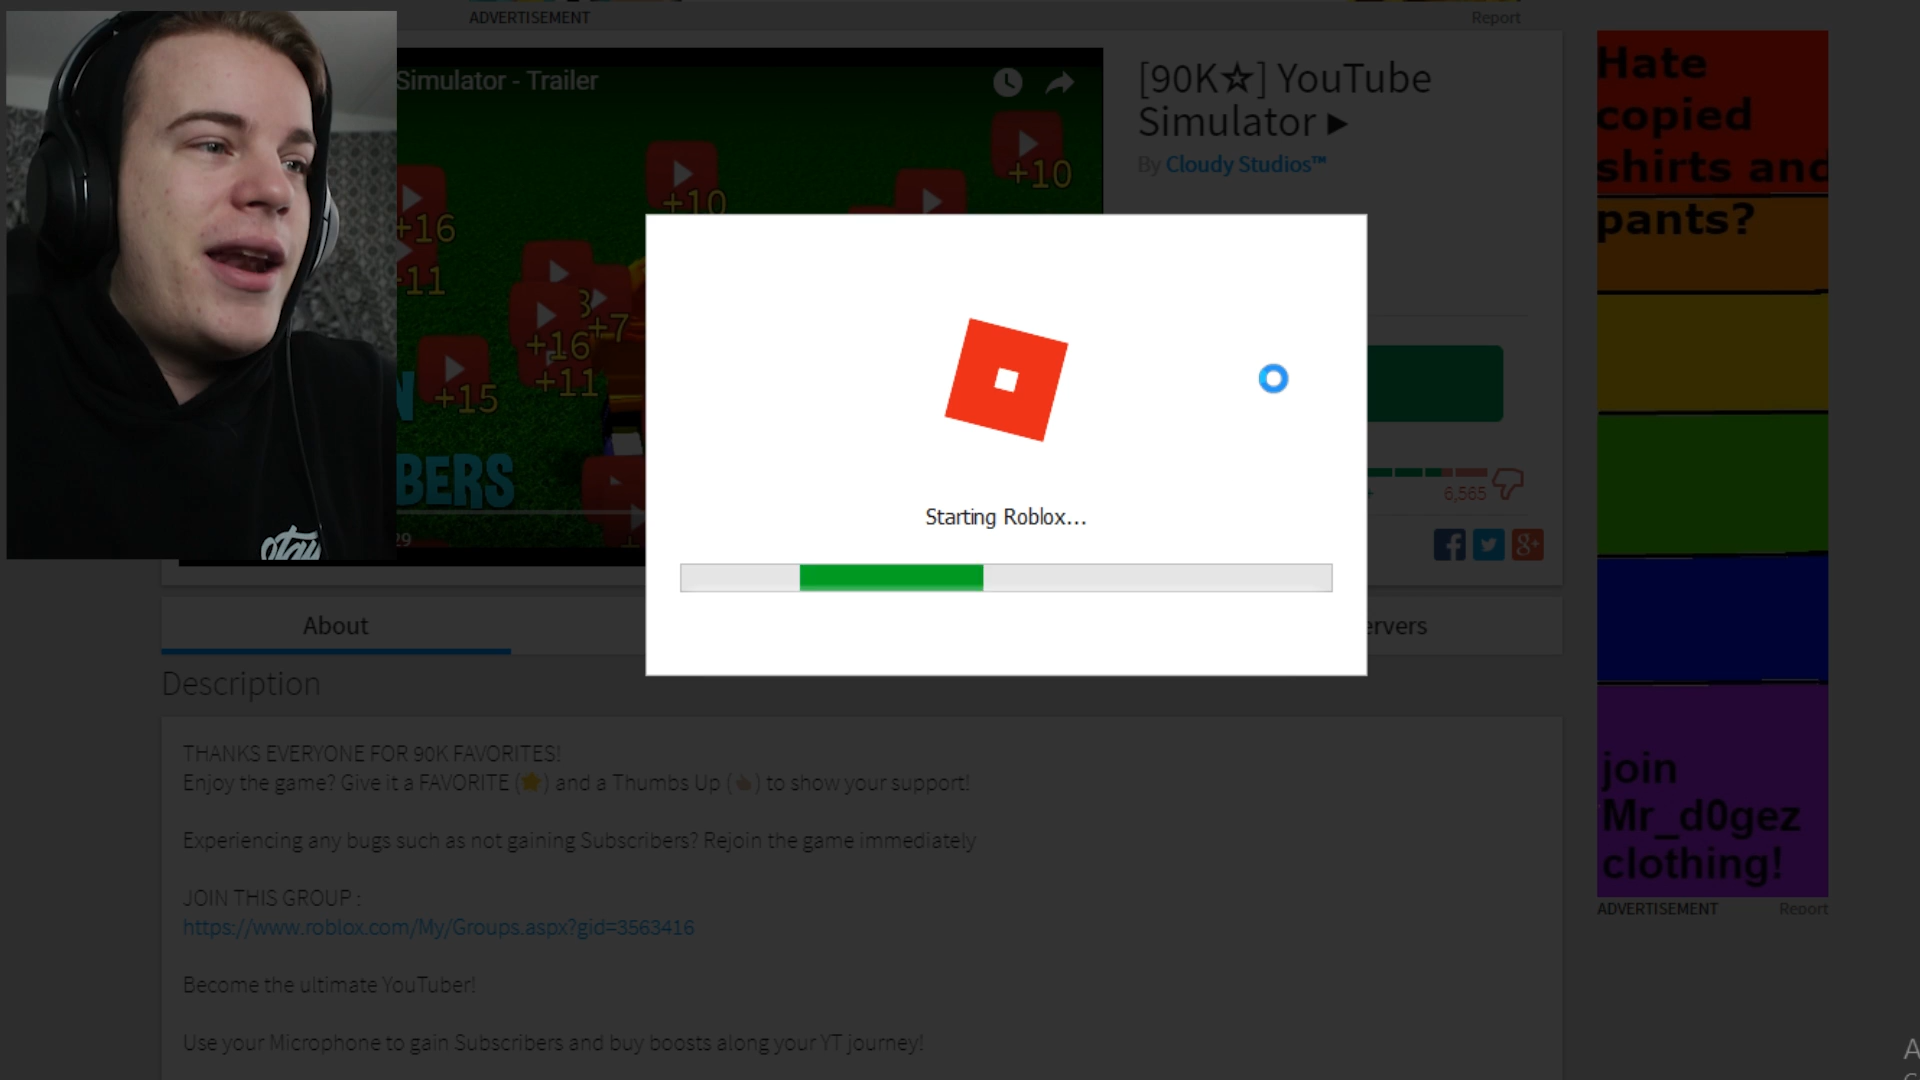 ADVERTISEMENT
Report
Simulator - Trailer
+10
+10
+16
+11
+7
+16
+11
+15
BERS
[90K☆] YouTube
Simulator ►
By Cloudy Studios™
Starting Roblox...
6,565
About
Description
THANKS EVERYONE FOR 90K FAVORITES!
Enjoy the game? Give it a FAVORITE (⭐) and a Thumbs Up (👍) to show your support!
Experiencing any bugs such as not gaining Subscribers? Rejoin the game immediately
JOIN THIS GROUP :
https://www.roblox.com/My/Groups.aspx?gid=3563416
Become the ultimate YouTuber!
Use your Microphone to gain Subscribers and buy boosts along your YT journey!
Hate
copied
shirts and
pants?
join
Mr_d0gez
clothing!
ADVERTISEMENT
Report